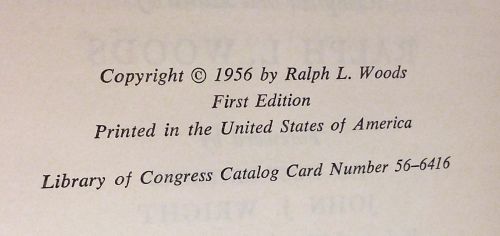 Copyright © 1956 by Ralph L. Woods
First Edition
Printed in the United States of America
Library of Congress Catalog Card Number 56–6416